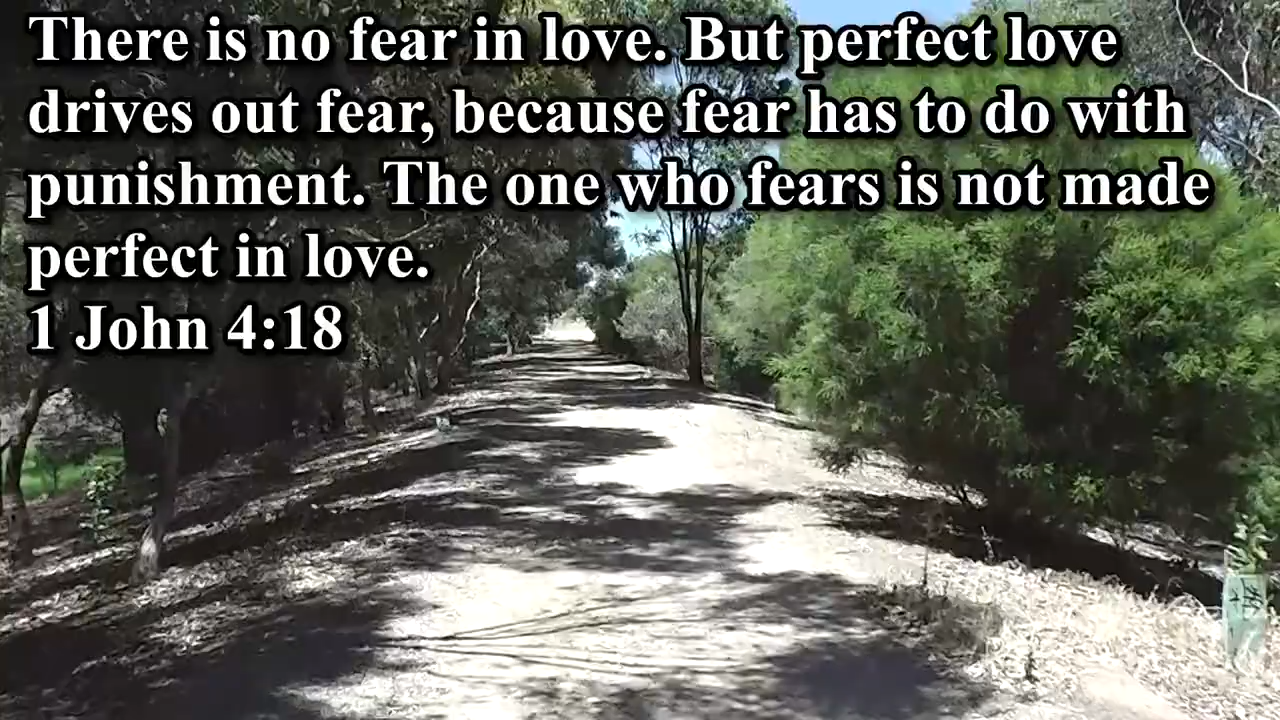 There is no fear in love. But perfect love
drives out fear, because fear has to do with
punishment. The one who fears is not made
perfect in love.
1 John 4:18